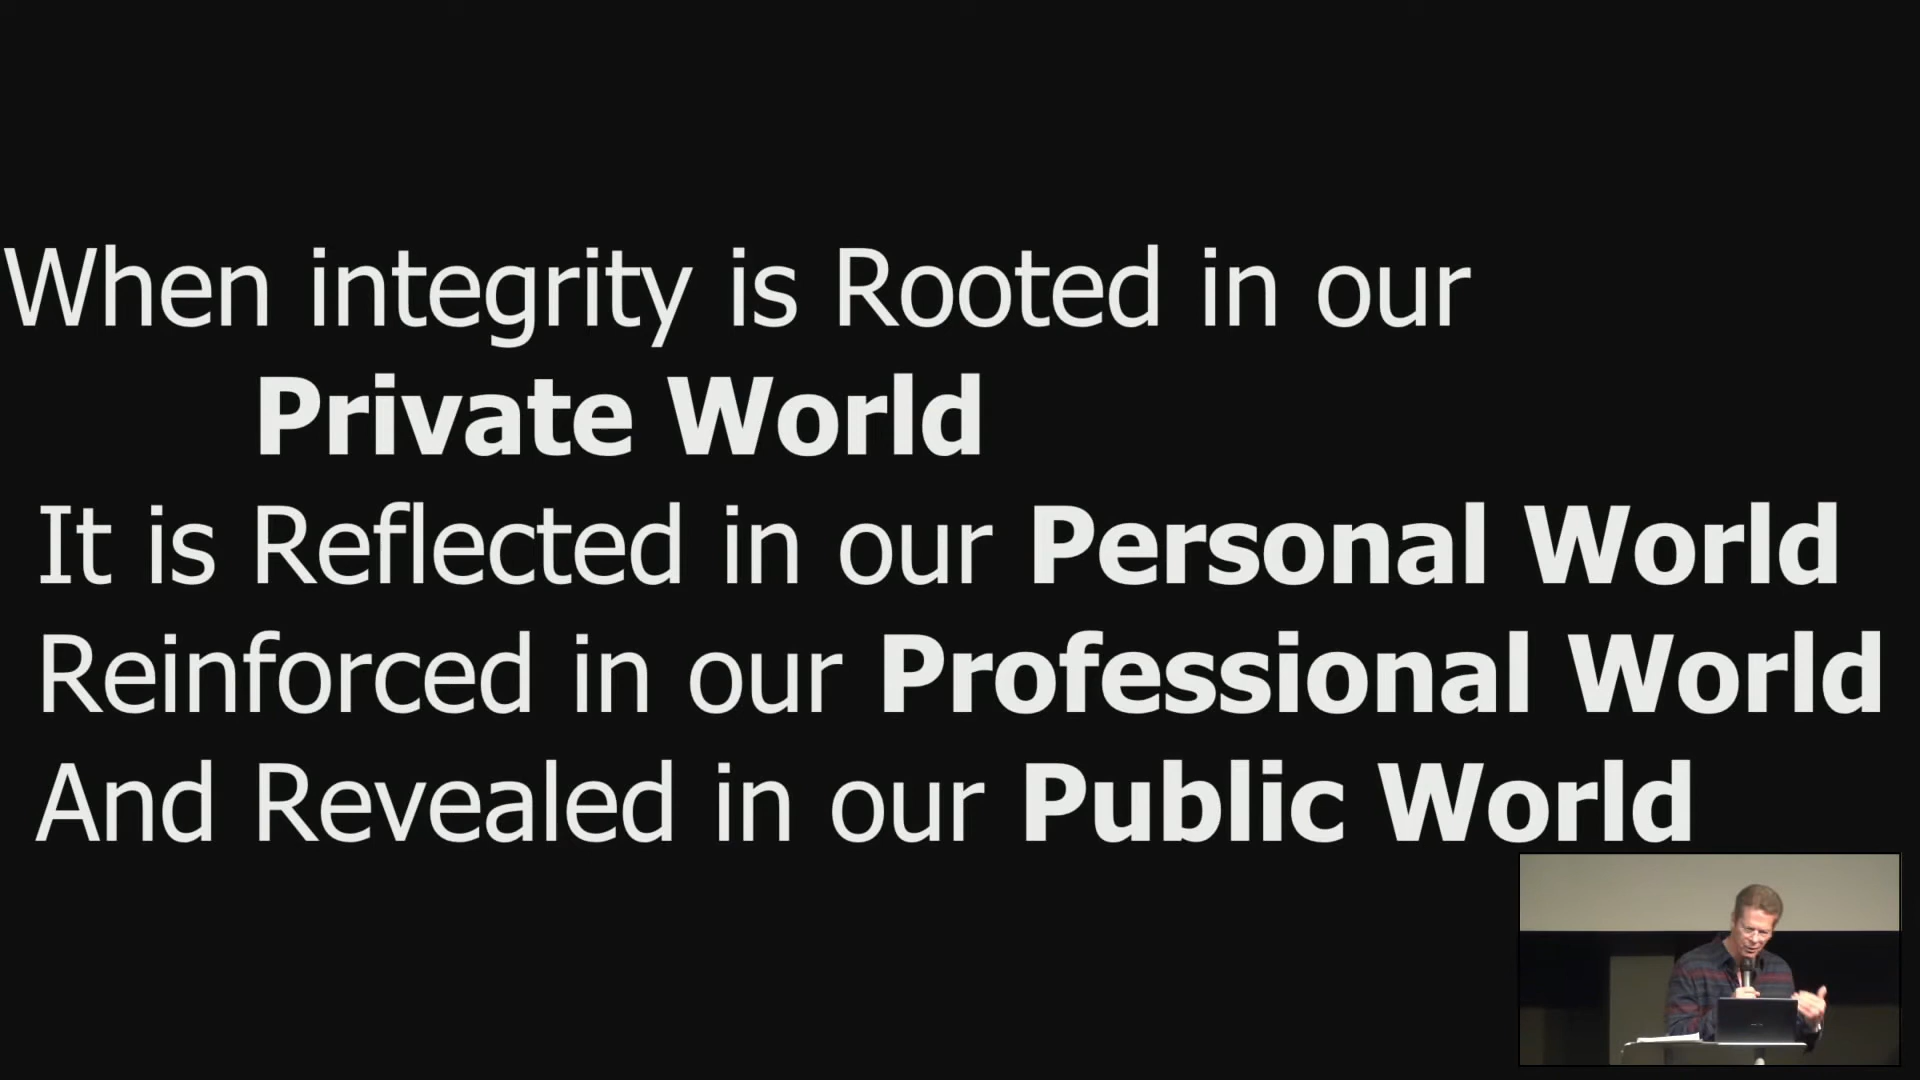 When integrity is Rooted in our
Private World
It is Reflected in our Personal World
Reinforced in our Professional World
And Revealed in our Public World